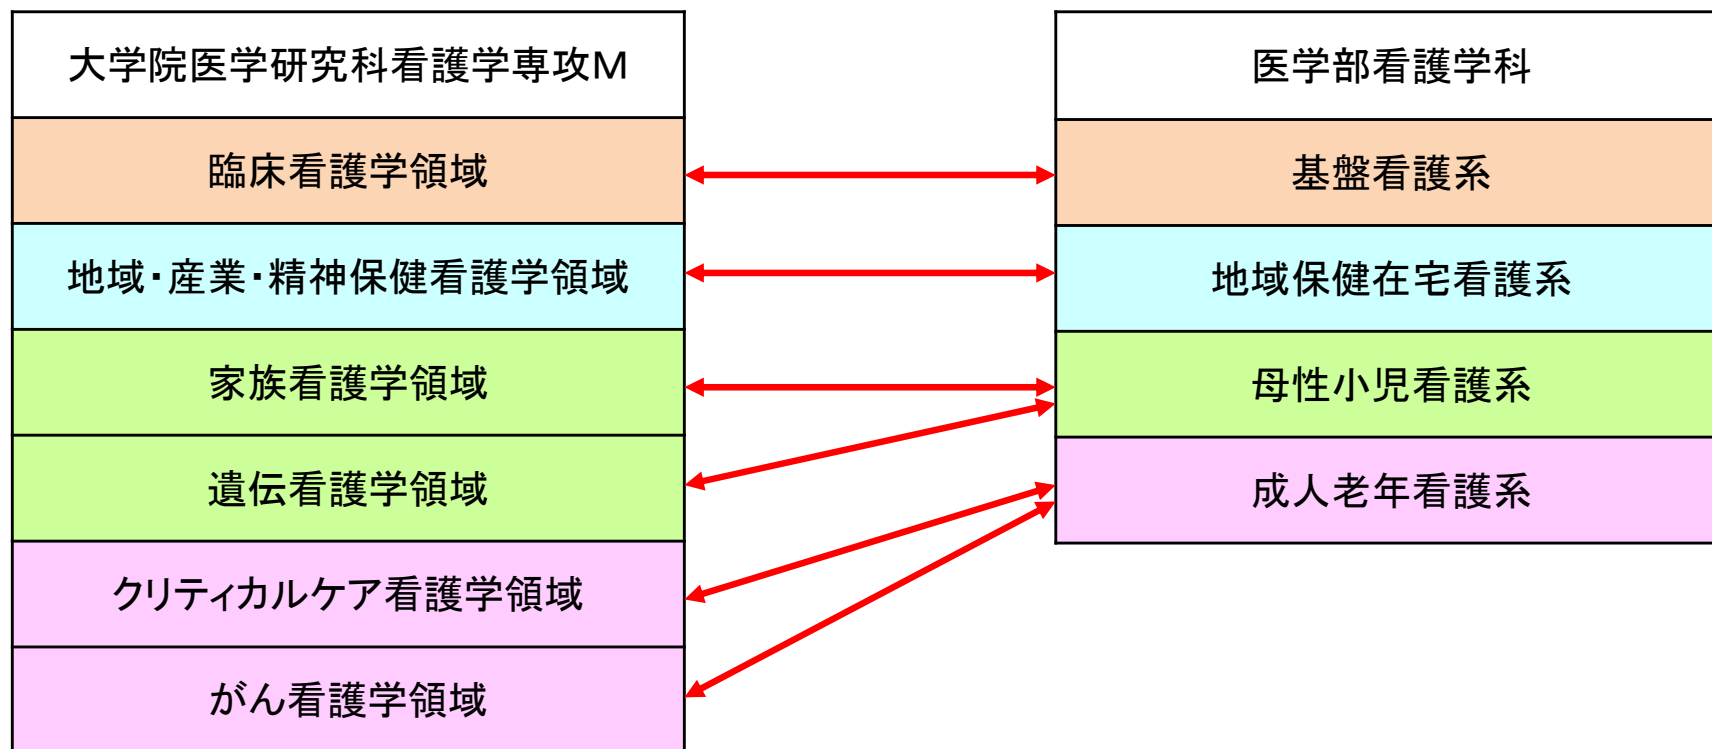 大学院医学研究科看護学専攻M
臨床看護学領域
地域・産業・精神保健看護学領域
家族看護学領域
遺伝看護学領域
クリティカルケア看護学領域
がん看護学領域
医学部看護学科
基盤看護系
地域保健在宅看護系
母性小児看護系
成人老年看護系